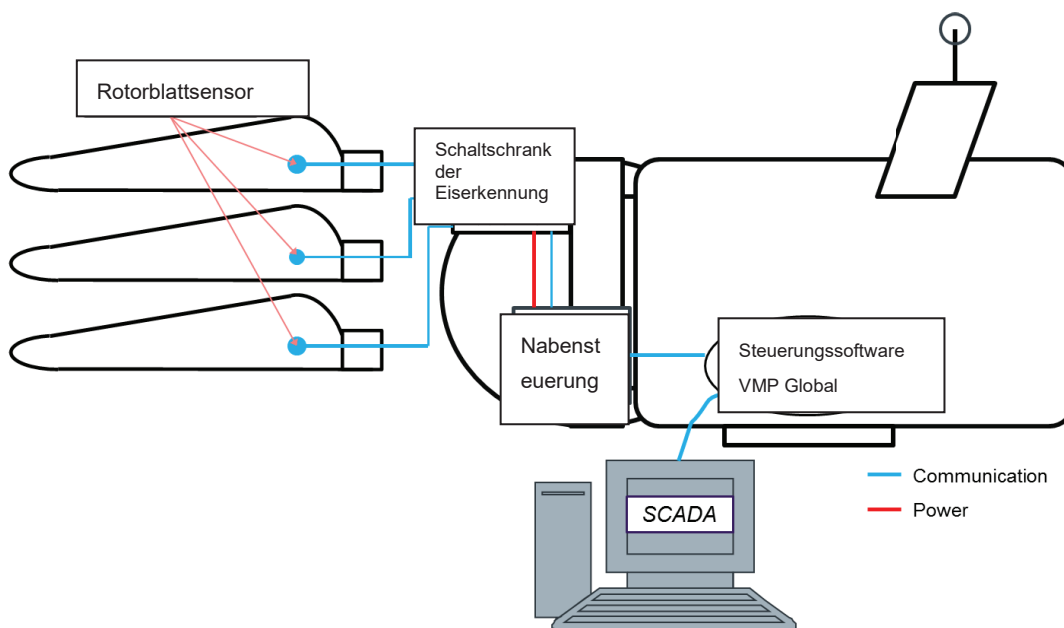 Rotorblattsensor
Schaltschrank
der
Eiserkennung
Nabenst
euerung
Steuerungssoftware
VMP Global
SCADA
Communication
Power